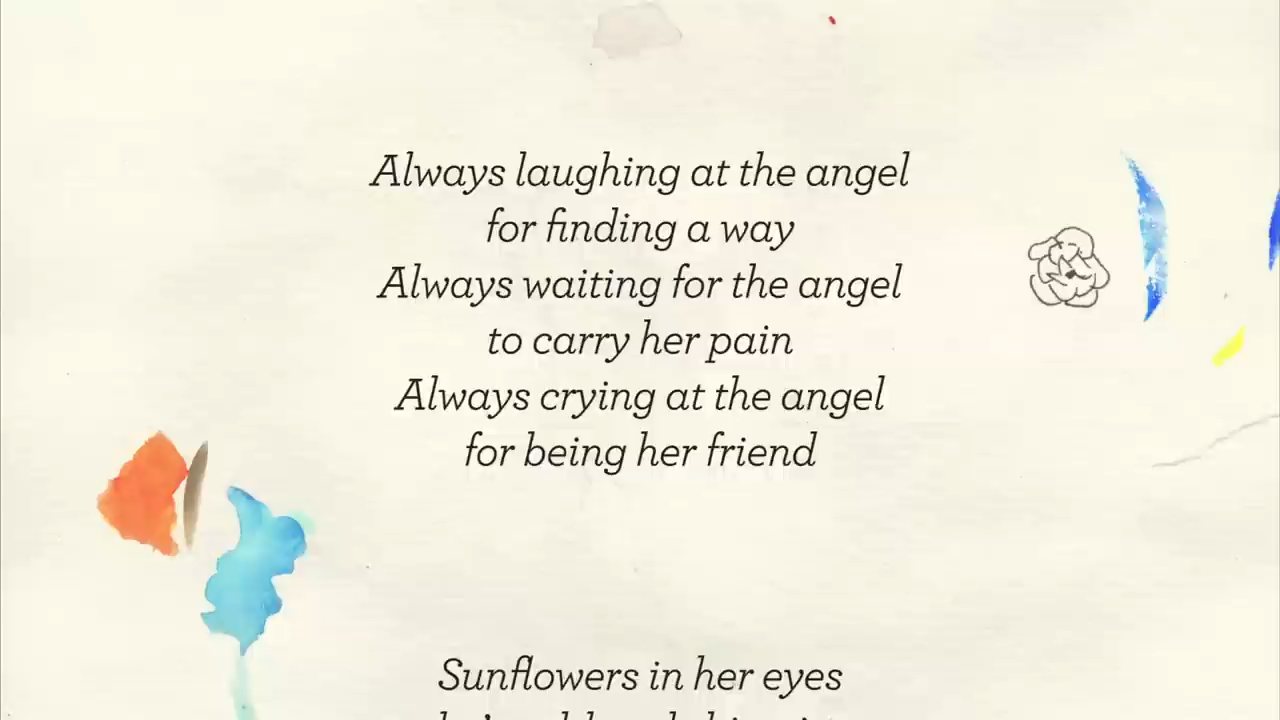 Always laughing at the angel
for finding a way
Always waiting for the angel
to carry her pain
Always crying at the angel
for being her friend
Sunflowers in her eyes